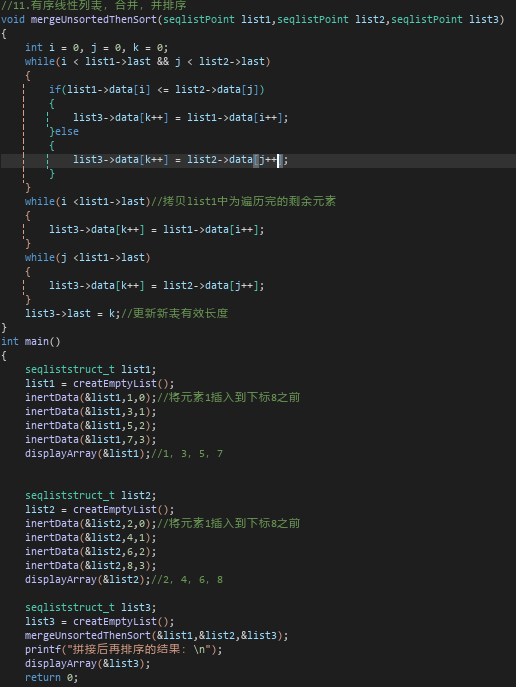 //11.有序线性列表，合并，并排序
void mergeUnsortedThenSort(seqlistPoint list1,seqlistPoint list2,seqlistPoint list3)
{
    int i = 0, j = 0, k = 0;
    while(i < list1->last && j < list2->last)
    {
        if(list1->data[i] <= list2->data[j])
        {
            list3->data[k++] = list1->data[i++];
        }else
        {
            list3->data[k++] = list2->data[j++];
        }
    }
    while(i <list1->last)//拷贝list1中为遍历完的剩余元素
    {
        list3->data[k++] = list1->data[i++];
    }
    while(j <list1->last)
    {
        list3->data[k++] = list2->data[j++];
    }
    list3->last = k;//更新新表有效长度
}
int main()
{
    seqliststruct_t list1;
    list1 = creatEmptyList();
    inertData(&list1,1,0);//将元素1插入到下标8之前
    inertData(&list1,3,1);
    inertData(&list1,5,2);
    inertData(&list1,7,3);
    displayArray(&list1);//1, 3, 5, 7
    seqliststruct_t list2;
    list2 = creatEmptyList();
    inertData(&list2,2,0);//将元素1插入到下标8之前
    inertData(&list2,4,1);
    inertData(&list2,6,2);
    inertData(&list2,8,3);
    displayArray(&list2);//2, 4, 6, 8
    seqliststruct_t list3;
    list3 = creatEmptyList();
    mergeUnsortedThenSort(&list1,&list2,&list3);
    printf("拼接后再排序的结果: \n");
    displayArray(&list3);
    return 0;